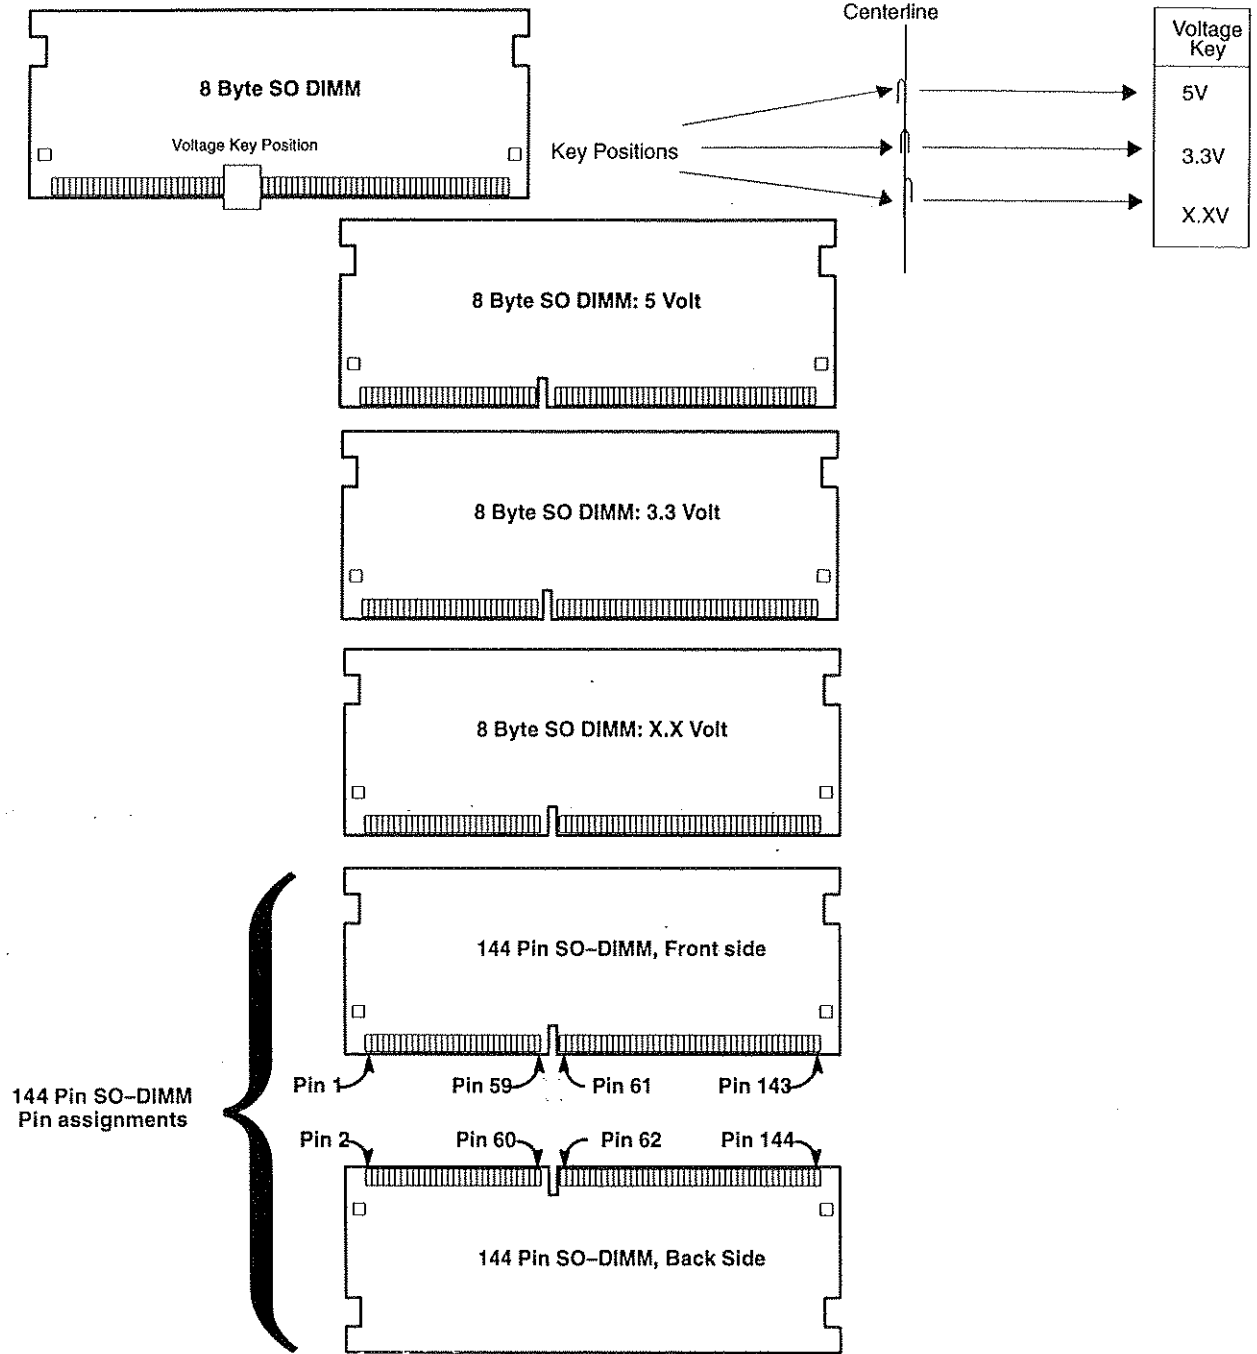 Centerline
Voltage
Key
8 Byte SO DIMM
5V
Voltage Key Position
Key Positions
3.3V
X.XV
8 Byte SO DIMM: 5 Volt
8 Byte SO DIMM: 3.3 Volt
8 Byte SO DIMM: X.X Volt
144 Pin SO–DIMM, Front side
Pin 1
Pin 59
Pin 61
Pin 143
144 Pin SO–DIMM
Pin assignments
Pin 2
Pin 60
Pin 62
Pin 144
144 Pin SO–DIMM, Back Side